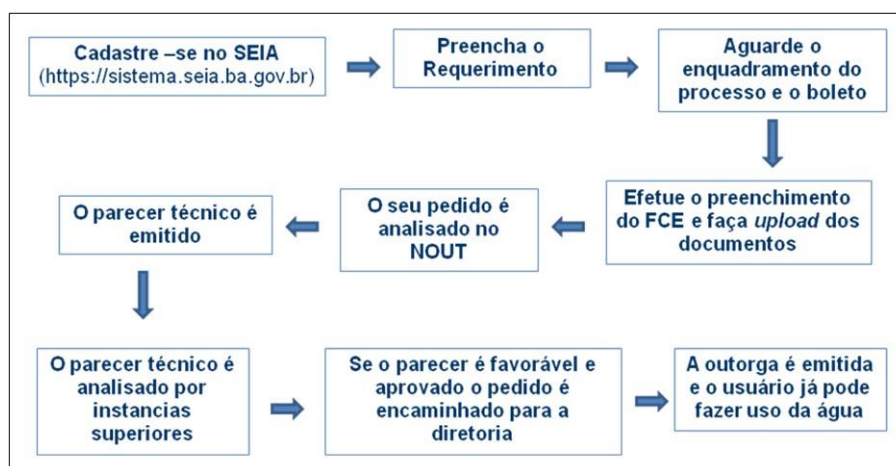 Cadastre –se no SEIA
(https://sistema.seia.ba.gov.br)
Preencha o
Requerimento
Aguarde o
enquadramento do
processo e o boleto
Efetue o preenchimento
do FCE e faça upload dos
documentos
O seu pedido é
analisado no
NOUT
O parecer técnico é
emitido
O parecer técnico é
analisado por
instancias
superiores
Se o parecer é favorável e
aprovado o pedido é
encaminhado para a
diretoria
A outorga é emitida
e o usuário já pode
fazer uso da água